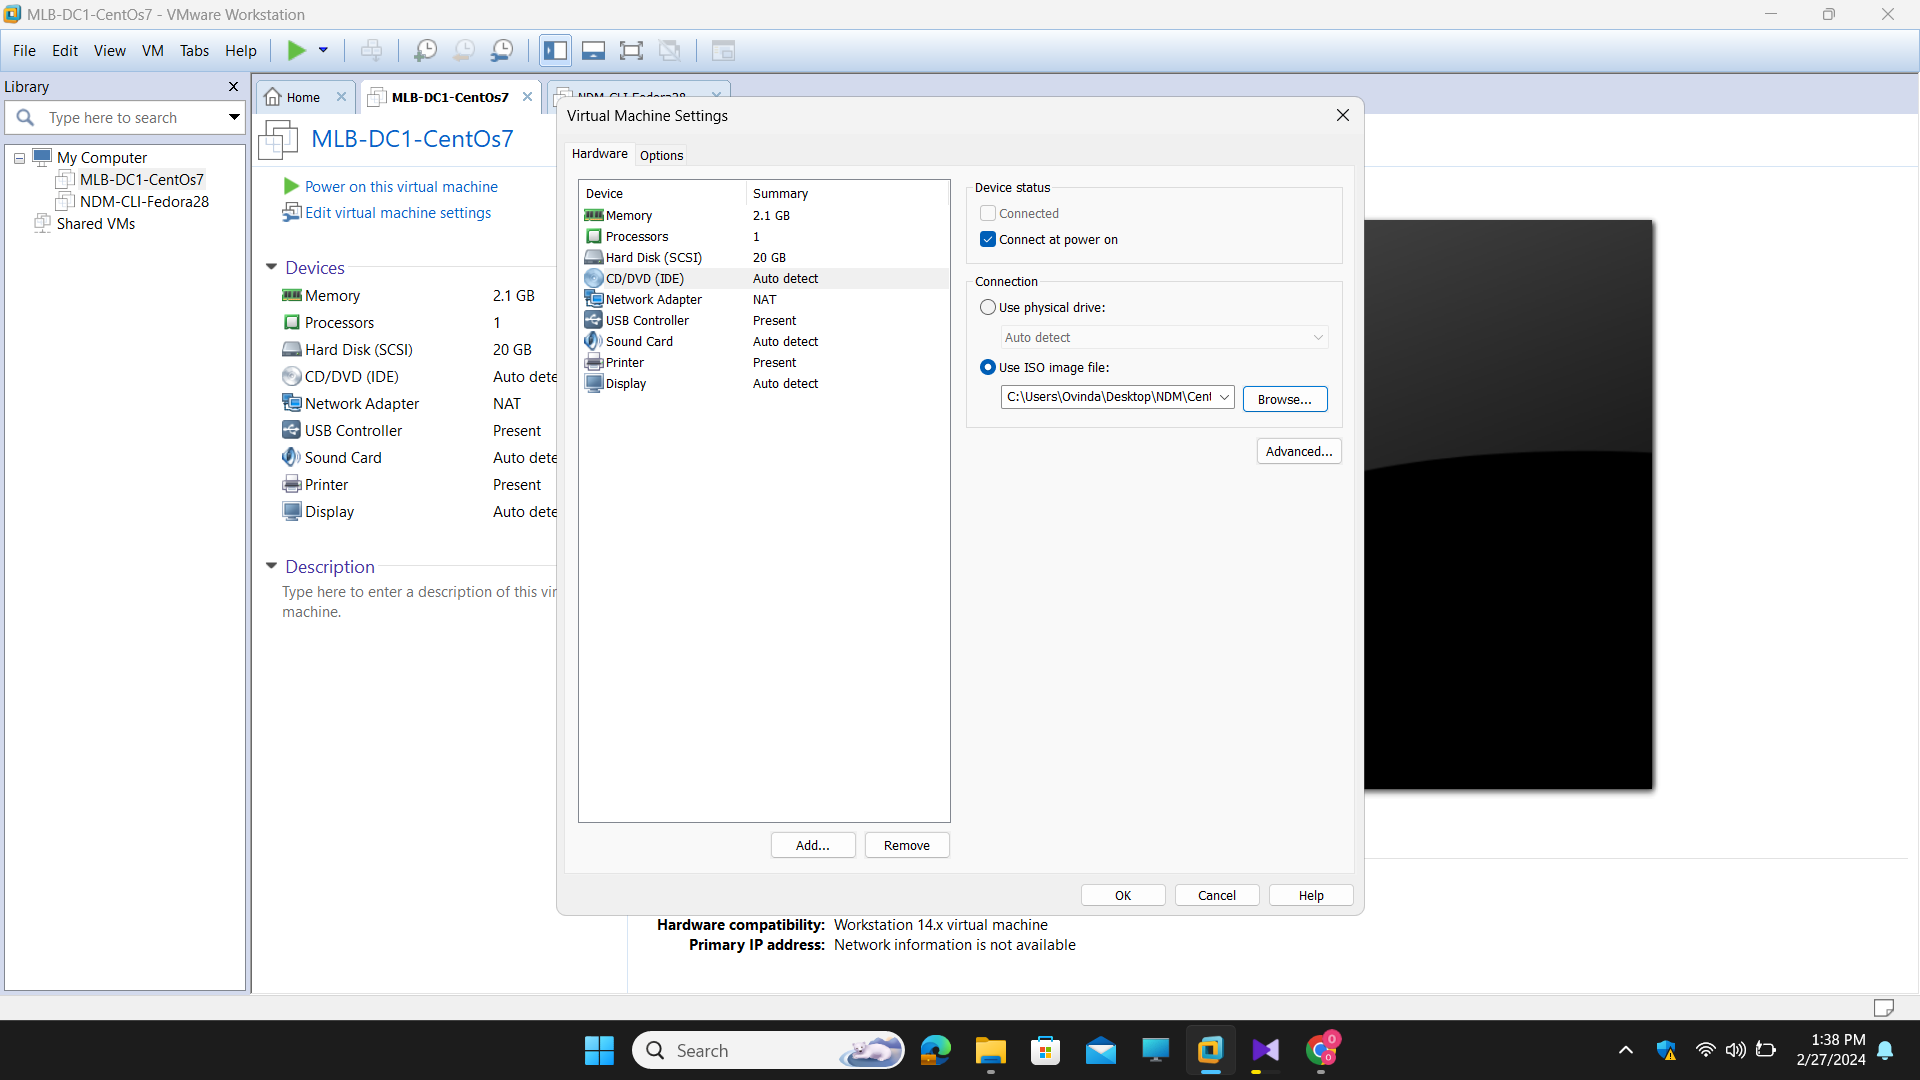 MLB-DC1-CentOs7 - VMware Workstation
File Edit View VM Tabs Help
Library
Type here to search
My Computer
MLB-DC1-CentOs7
NDM-CLI-Fedora28
Shared VMs
Home
MLB-DC1-CentOs7
NDM-CLI-Fedora28
MLB-DC1-CentOs7
Power on this virtual machine
Edit virtual machine settings
Devices
Memory 2.1 GB
Processors 1
Hard Disk (SCSI) 20 GB
CD/DVD (IDE) Auto dete
Network Adapter NAT
USB Controller Present
Sound Card Auto dete
Printer Present
Display Auto dete
Description
Type here to enter a description of this vir
machine.
Virtual Machine Settings
Hardware Options
Device Summary
Memory 2.1 GB
Processors 1
Hard Disk (SCSI) 20 GB
CD/DVD (IDE) Auto detect
Network Adapter NAT
USB Controller Present
Sound Card Auto detect
Printer Present
Display Auto detect
Add... Remove
Device status
Connected
Connect at power on
Connection
Use physical drive:
Auto detect
Use ISO image file:
C:\Users\Ovinda\Desktop\NDM\Cent Browse...
Advanced...
OK Cancel Help
Hardware compatibility: Workstation 14.x virtual machine
Primary IP address: Network information is not available
Search
1:38 PM
2/27/2024